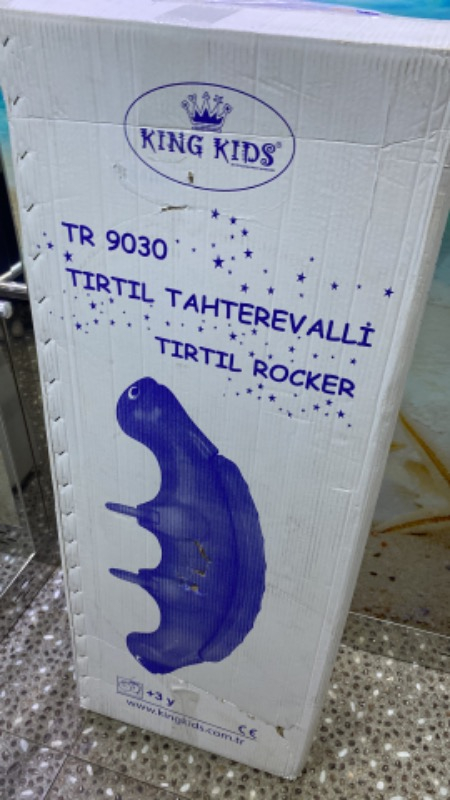 KING KIDS®
TR 9030
TIRTIL TAHTEREVALLİ
TIRTIL ROCKER
+3 y
CE
www.kingkids.com.tr